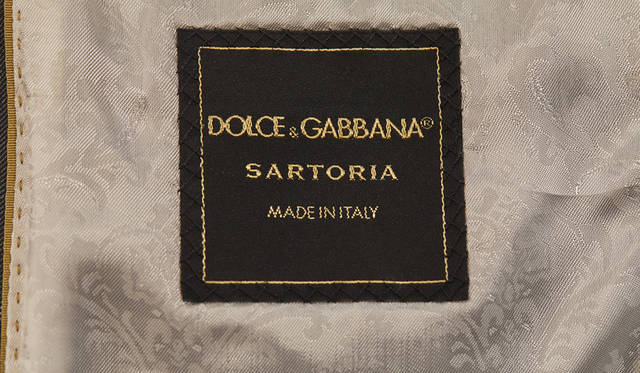 DOLCE & GABBANA®
SARTORIA
MADE IN ITALY